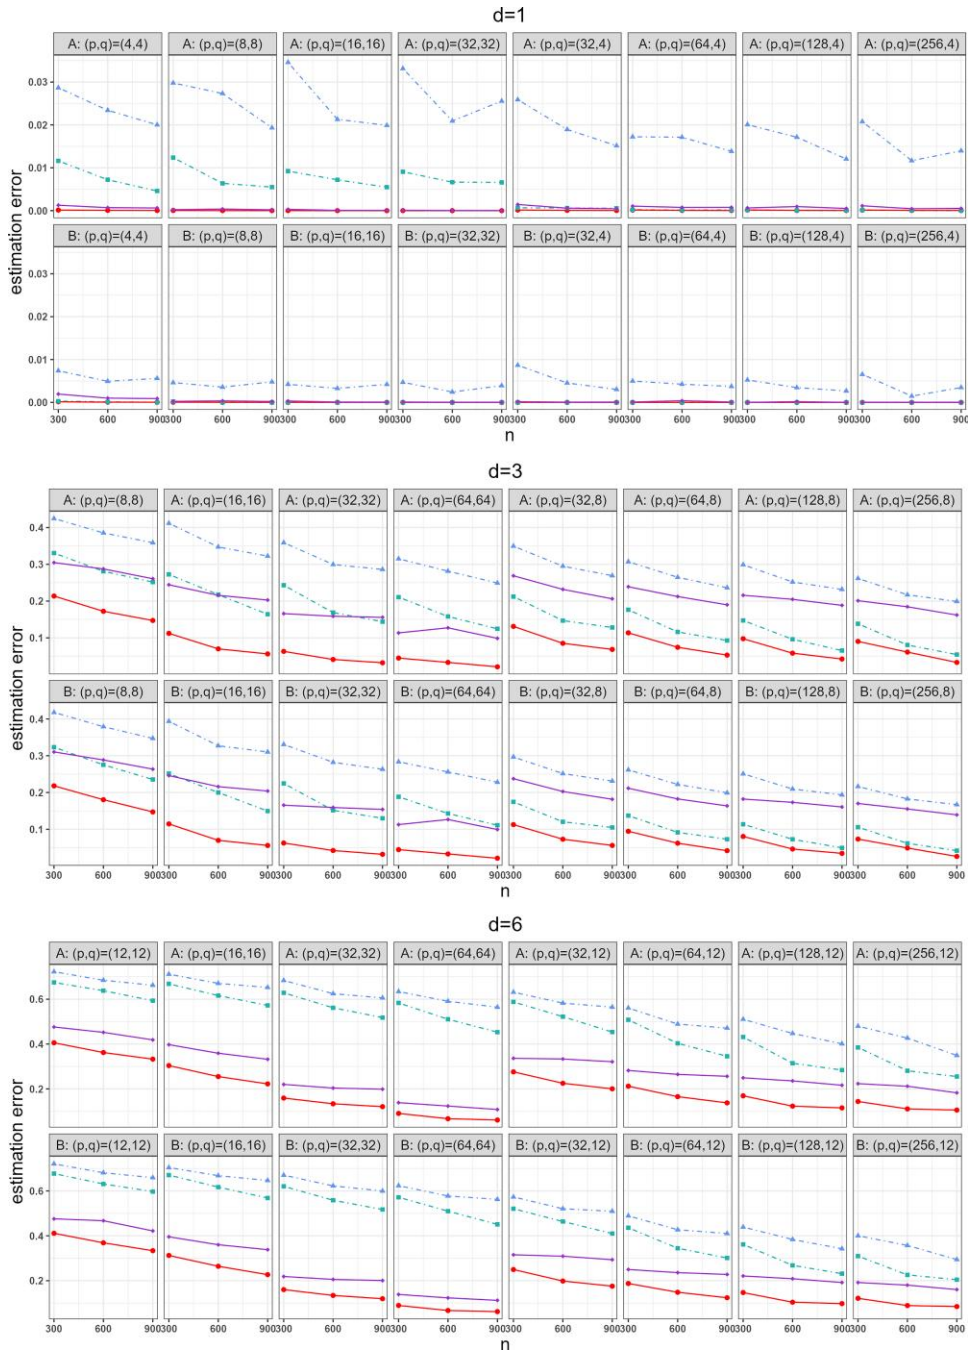 d=1
A: (p,q)=(4,4) A: (p,q)=(8,8) A: (p,q)=(16,16) A: (p,q)=(32,32) A: (p,q)=(32,4) A: (p,q)=(64,4) A: (p,q)=(128,4) A: (p,q)=(256,4)
0.03
0.02
0.01
0.00
estimation error
B: (p,q)=(4,4) B: (p,q)=(8,8) B: (p,q)=(16,16) B: (p,q)=(32,32) B: (p,q)=(32,4) B: (p,q)=(64,4) B: (p,q)=(128,4) B: (p,q)=(256,4)
0.03
0.02
0.01
0.00
300 600 900300 600 900300 600 900300 600 900300 600 900300 600 900300 600 900300 600 900
n
d=3
A: (p,q)=(8,8) A: (p,q)=(16,16) A: (p,q)=(32,32) A: (p,q)=(64,64) A: (p,q)=(32,8) A: (p,q)=(64,8) A: (p,q)=(128,8) A: (p,q)=(256,8)
0.4
0.3
0.2
0.1
estimation error
B: (p,q)=(8,8) B: (p,q)=(16,16) B: (p,q)=(32,32) B: (p,q)=(64,64) B: (p,q)=(32,8) B: (p,q)=(64,8) B: (p,q)=(128,8) B: (p,q)=(256,8)
0.4
0.3
0.2
0.1
300 600 900300 600 900300 600 900300 600 900300 600 900300 600 900300 600 900300 600 900
n
d=6
A: (p,q)=(12,12) A: (p,q)=(16,16) A: (p,q)=(32,32) A: (p,q)=(64,64) A: (p,q)=(32,12) A: (p,q)=(64,12) A: (p,q)=(128,12) A: (p,q)=(256,12)
0.6
0.4
0.2
estimation error
B: (p,q)=(12,12) B: (p,q)=(16,16) B: (p,q)=(32,32) B: (p,q)=(64,64) B: (p,q)=(32,12) B: (p,q)=(64,12) B: (p,q)=(128,12) B: (p,q)=(256,12)
0.6
0.4
0.2
300 600 900300 600 900300 600 900300 600 900300 600 900300 600 900300 600 900300 600 900
n